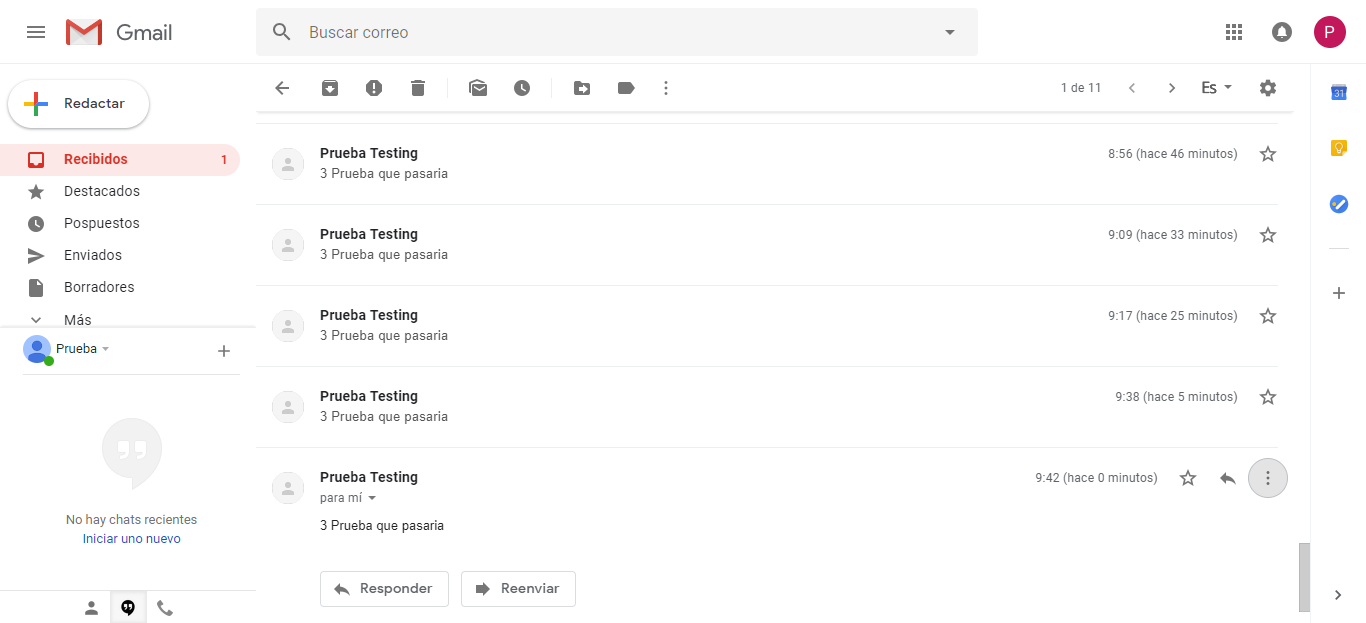 Gmail
Buscar correo
P
Redactar
1 de 11
Es
31
Recibidos 1
Destacados
Pospuestos
Enviados
Borradores
Más
Prueba
No hay chats recientes
Iniciar uno nuevo
Prueba Testing 8:56 (hace 46 minutos)
3 Prueba que pasaria
Prueba Testing 9:09 (hace 33 minutos)
3 Prueba que pasaria
Prueba Testing 9:17 (hace 25 minutos)
3 Prueba que pasaria
Prueba Testing 9:38 (hace 5 minutos)
3 Prueba que pasaria
Prueba Testing 9:42 (hace 0 minutos)
para mí
3 Prueba que pasaria
Responder Reenviar